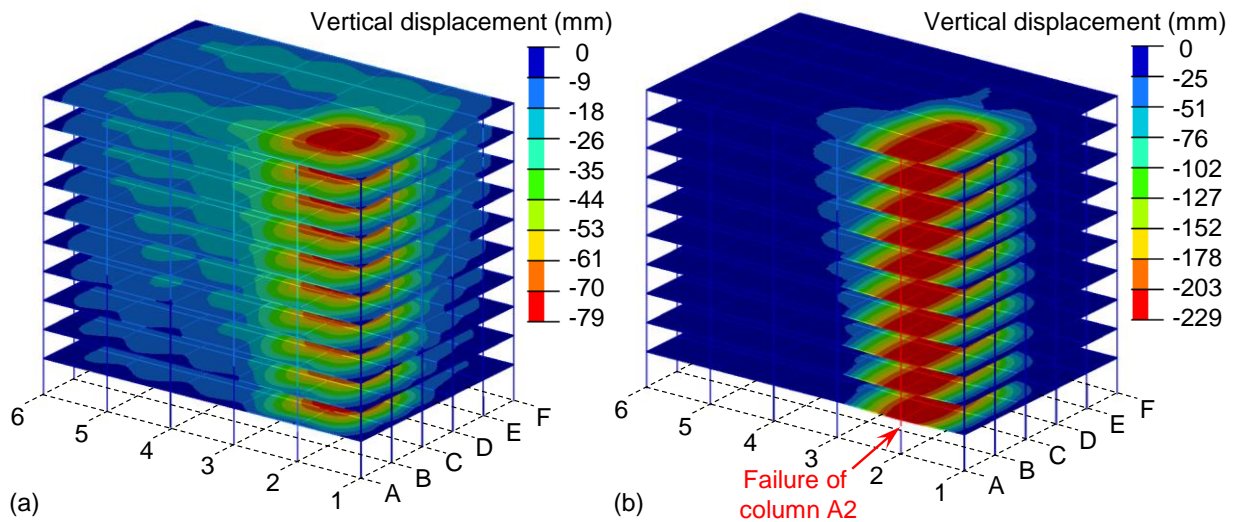 Vertical displacement (mm)
0
-9
-18
-26
-35
-44
-53
-61
-70
-79
6
5
4
3
2
1
A
B
C
D
E
F
(a)
Vertical displacement (mm)
0
-25
-51
-76
-102
-127
-152
-178
-203
-229
6
5
4
3
2
1
A
B
C
D
E
F
Failure of
column A2
(b)